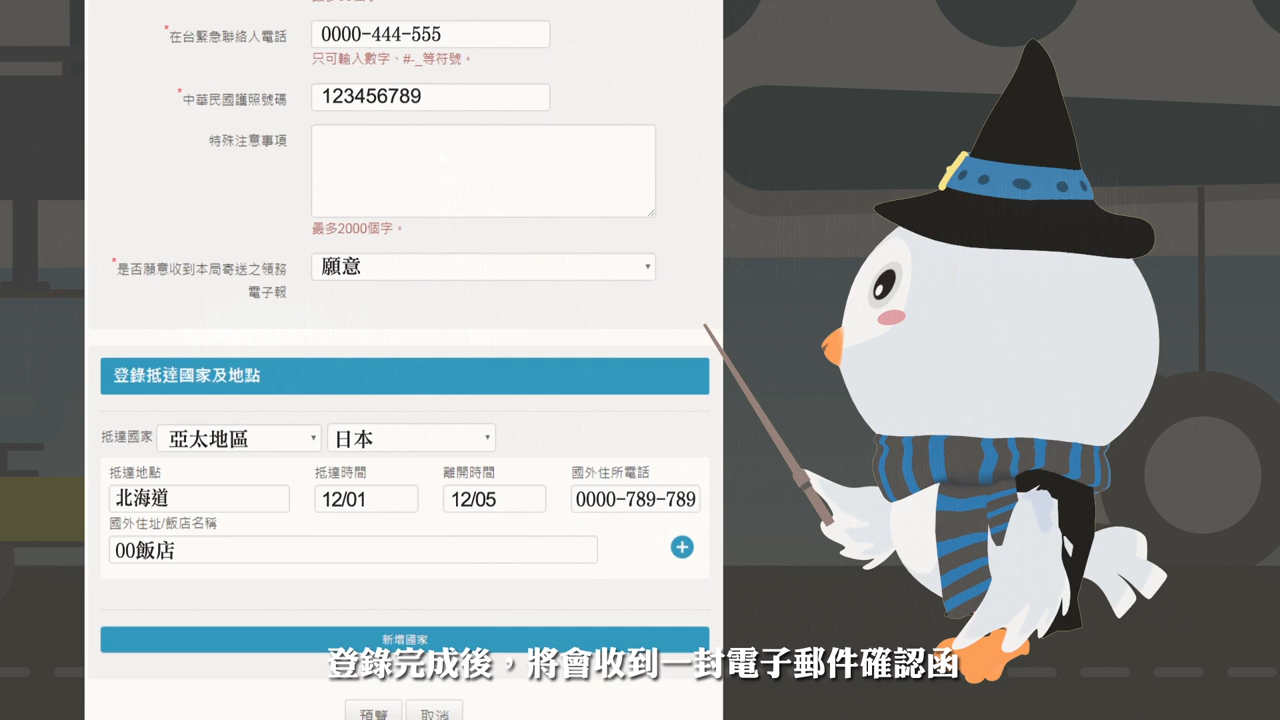 *在台緊急聯絡人電話 0000-444-555
只可輸入數字、#-_等符號。
*中華民國護照號碼 123456789
特殊注意事項
最多2000個字。
*是否願意收到本局寄送之領務 願意
電子報
登錄抵達國家及地點
抵達國家 亞太地區 日本
抵達地點 抵達時間 離開時間 國外住所電話
北海道 12/01 12/05 0000-789-789
國外住址/飯店名稱
00飯店
新增國家
登錄完成後，將會收到一封電子郵件確認函
預覽 取消